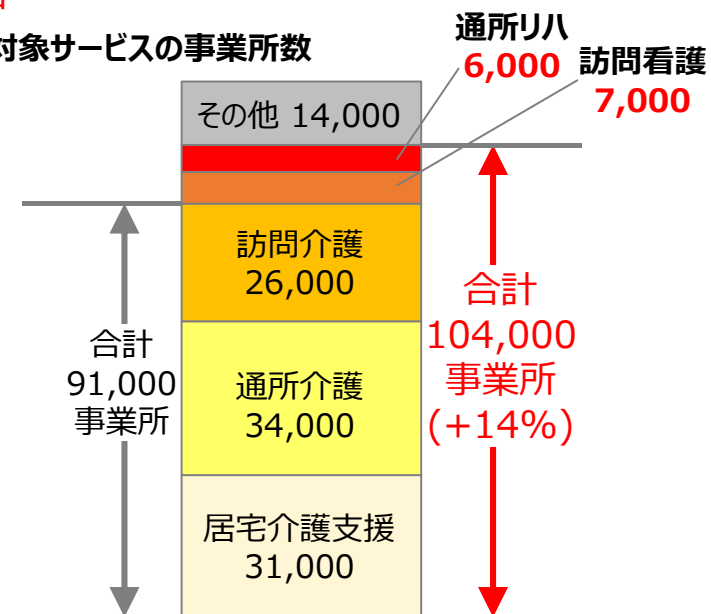 対象サービスの事業所数
通所リハ
6,000
訪問看護
7,000
その他 14,000
訪問介護
26,000
合計
91,000
事業所
通所介護
34,000
合計
104,000
事業所
(+14%)
居宅介護支援
31,000